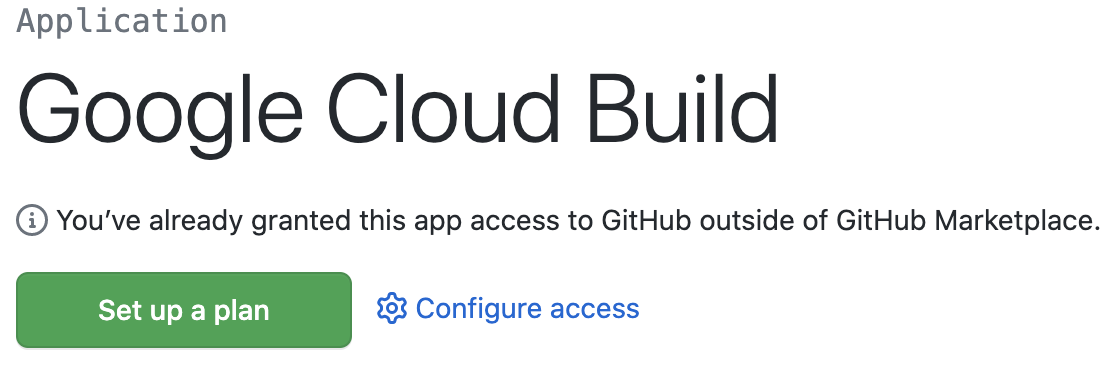 Application
Google Cloud Build
You’ve already granted this app access to GitHub outside of GitHub Marketplace.
Set up a plan
Configure access